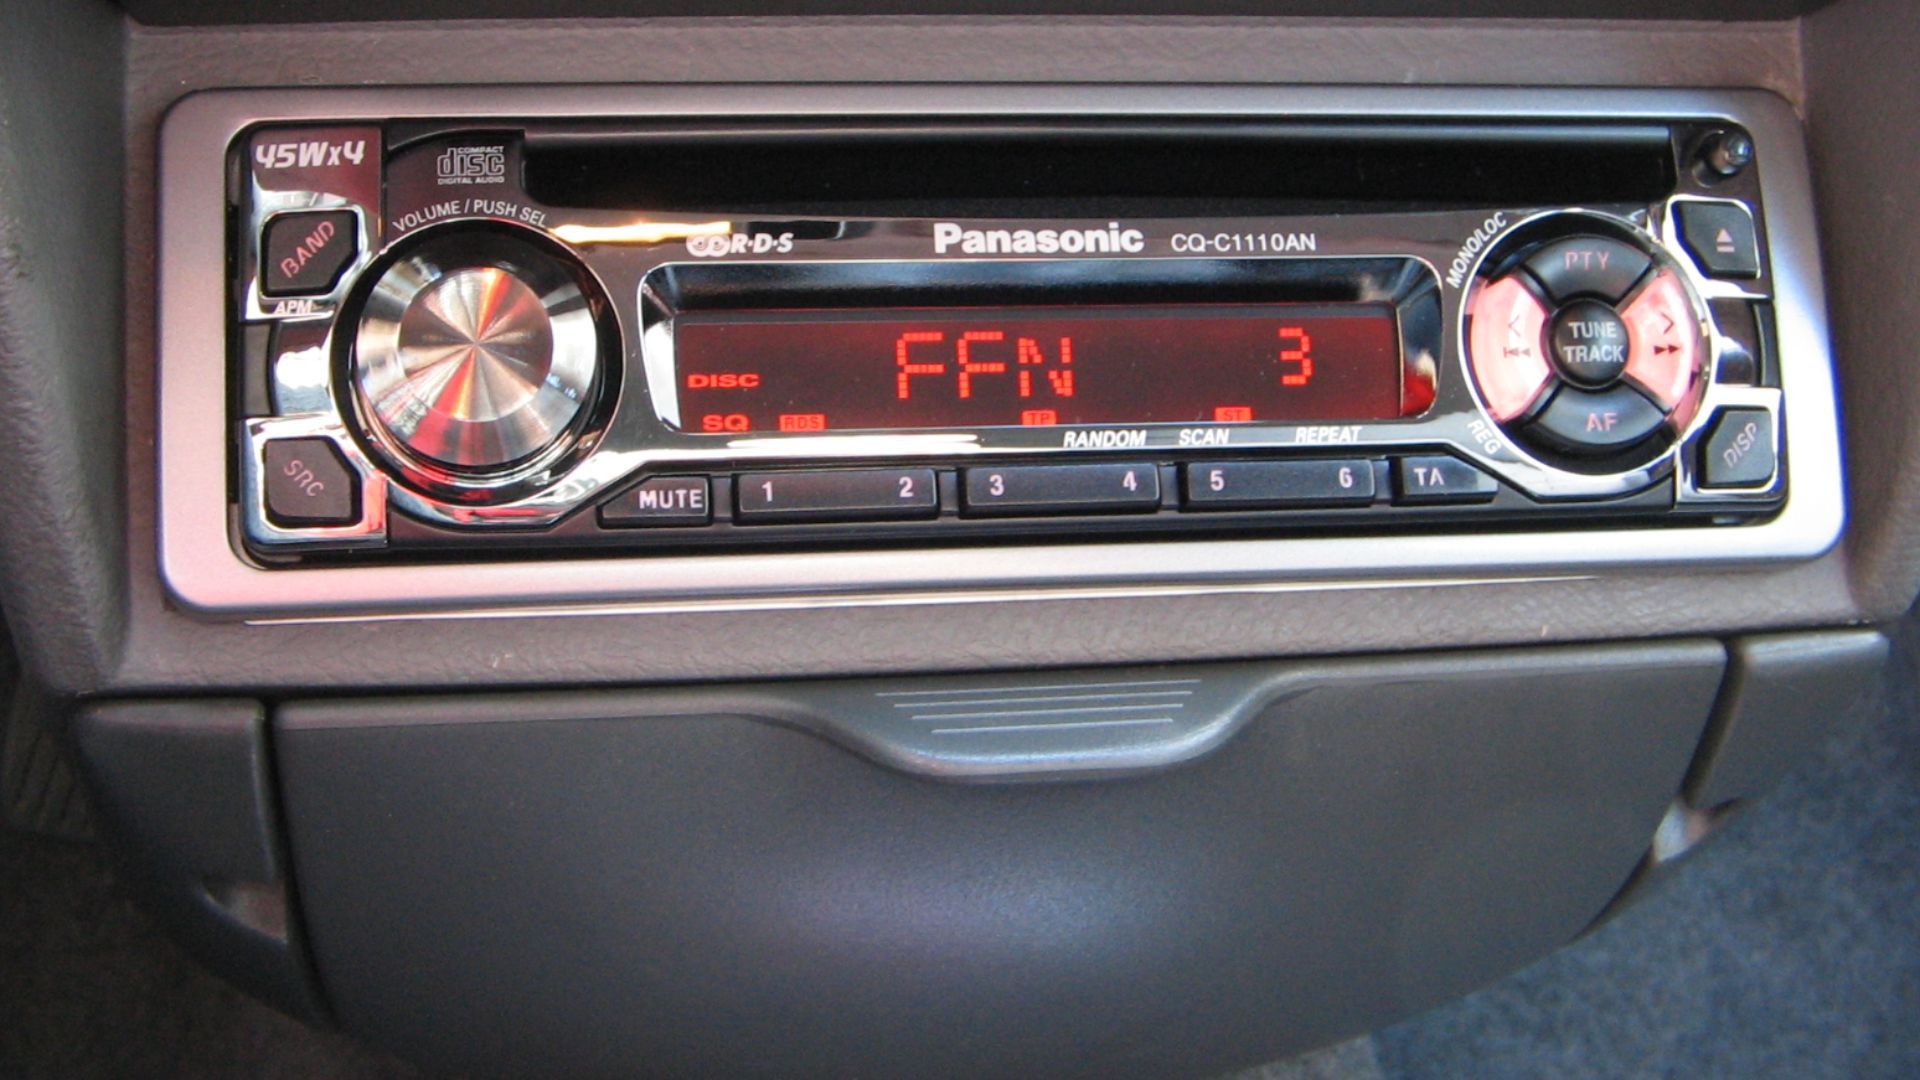 45Wx4
COMPACT
disc
DIGITAL AUDIO
VOLUME / PUSH SEL
BAND
APM
SRC
R·D·S
Panasonic CQ-C1110AN
MONO/LOC
PTY
TUNE
TRACK
AF
REG
DISP
FFN 3
DISC
SQ RDS TP ST
RANDOM SCAN REPEAT
MUTE 1 2 3 4 5 6 TA